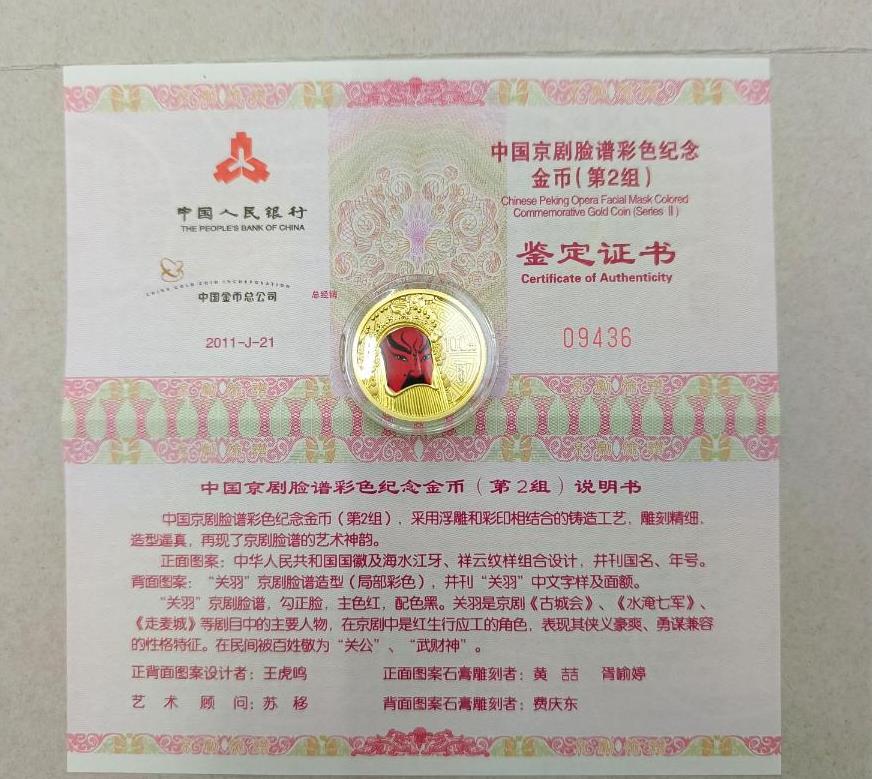 中国人民银行
THE PEOPLE'S BANK OF CHINA
CHINA GOLD COIN INCORPORATION
中国金币总公司
总经销
2011-J-21
中国京剧脸谱彩色纪念
金币（第2组）
Chinese Peking Opera Facial Mask Colored
Commemorative Gold Coin (Series Ⅱ)
鉴定证书
Certificate of Authenticity
09436
中国京剧脸谱彩色纪念金币（第2组）说明书
中国京剧脸谱彩色纪念金币（第2组），采用浮雕和彩印相结合的铸造工艺，雕刻精细，
造型逼真，再现了京剧脸谱的艺术神韵。
正面图案：中华人民共和国国徽及海水江牙、祥云纹样组合设计，并刊国名、年号。
背面图案：“关羽”京剧脸谱造型（局部彩色），并刊“关羽”中文字样及面额。
“关羽”京剧脸谱，勾正脸，主色红，配色黑。关羽是京剧《古城会》、《水淹七军》、
《走麦城》等剧目中的主要人物，在京剧中是红生行应工的角色，表现其侠义豪爽、勇谋兼容
的性格特征。在民间被百姓敬为“关公”、“武财神”。
正背面图案设计者：王虎鸣 正面图案石膏雕刻者：黄喆 胥喻婷
艺术顾问：苏移 背面图案石膏雕刻者：费庆东